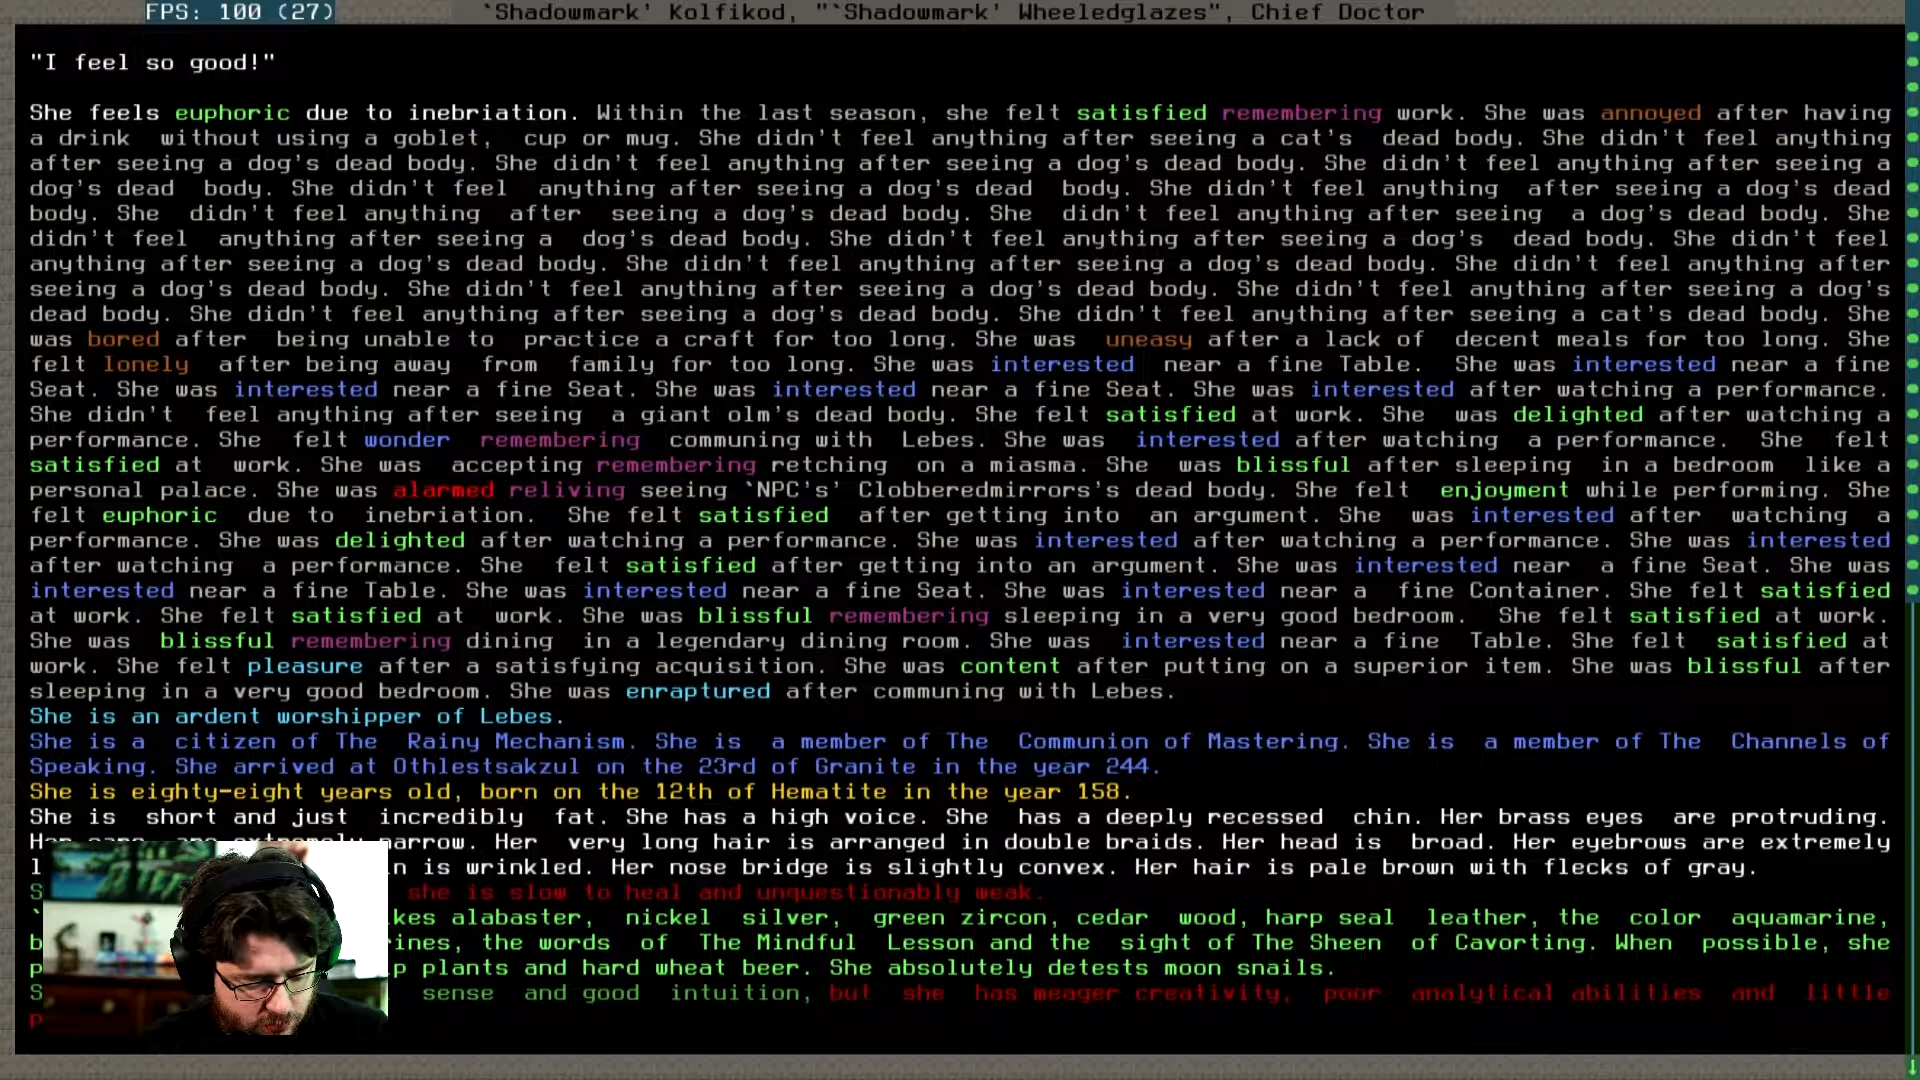 FPS: 100 (27) `Shadowmark' Kolfikod, "`Shadowmark' Wheeledglazes", Chief Doctor
"I feel so good!"
She feels euphoric due to inebriation. Within the last season, she felt satisfied remembering work. She was annoyed after having
a drink without using a goblet, cup or mug. She didn't feel anything after seeing a cat's dead body. She didn't feel anything
after seeing a dog's dead body. She didn't feel anything after seeing a dog's dead body. She didn't feel anything after seeing a
dog's dead body. She didn't feel anything after seeing a dog's dead body. She didn't feel anything after seeing a dog's dead
body. She didn't feel anything after seeing a dog's dead body. She didn't feel anything after seeing a dog's dead body. She
didn't feel anything after seeing a dog's dead body. She didn't feel anything after seeing a dog's dead body. She didn't feel
anything after seeing a dog's dead body. She didn't feel anything after seeing a dog's dead body. She didn't feel anything after
seeing a dog's dead body. She didn't feel anything after seeing a dog's dead body. She didn't feel anything after seeing a dog's
dead body. She didn't feel anything after seeing a dog's dead body. She didn't feel anything after seeing a cat's dead body. She
was bored after being unable to practice a craft for too long. She was uneasy after a lack of decent meals for too long. She
felt lonely after being away from family for too long. She was interested near a fine Table. She was interested near a fine
Seat. She was interested near a fine Seat. She was interested near a fine Seat. She was interested after watching a performance.
She didn't feel anything after seeing a giant olm's dead body. She felt satisfied at work. She was delighted after watching a
performance. She felt wonder remembering communing with Lebes. She was interested after watching a performance. She felt
satisfied at work. She was accepting remembering retching on a miasma. She was blissful after sleeping in a bedroom like a
personal palace. She was alarmed reliving seeing `NPC's' Clobberedmirrors's dead body. She felt enjoyment while performing. She
felt euphoric due to inebriation. She felt satisfied after getting into an argument. She was interested after watching a
performance. She was delighted after watching a performance. She was interested after watching a performance. She was interested
after watching a performance. She felt satisfied after getting into an argument. She was interested near a fine Seat. She was
interested near a fine Table. She was interested near a fine Seat. She was interested near a fine Container. She felt satisfied
at work. She felt satisfied at work. She was blissful remembering sleeping in a very good bedroom. She felt satisfied at work.
She was blissful remembering dining in a legendary dining room. She was interested near a fine Table. She felt satisfied at
work. She felt pleasure after a satisfying acquisition. She was content after putting on a superior item. She was blissful after
sleeping in a very good bedroom. She was enraptured after communing with Lebes.
She is an ardent worshipper of Lebes.
She is a citizen of The Rainy Mechanism. She is a member of The Communion of Mastering. She is a member of The Channels of
Speaking. She arrived at Othlestsakzul on the 23rd of Granite in the year 244.
She is eighty-eight years old, born on the 12th of Hematite in the year 158.
She is short and just incredibly fat. She has a high voice. She has a deeply recessed chin. Her brass eyes are protruding.
Her ears are extremely narrow. Her very long hair is arranged in double braids. Her head is broad. Her eyebrows are extremely
is wrinkled. Her nose bridge is slightly convex. Her hair is pale brown with flecks of gray.
she is slow to heal and unquestionably weak.
alabaster, nickel silver, green zircon, cedar wood, harp seal leather, the color aquamarine,
the words of The Mindful Lesson and the sight of The Sheen of Cavorting. When possible, she
plants and hard wheat beer. She absolutely detests moon snails.
sense and good intuition, but she has meager creativity, poor analytical abilities and little